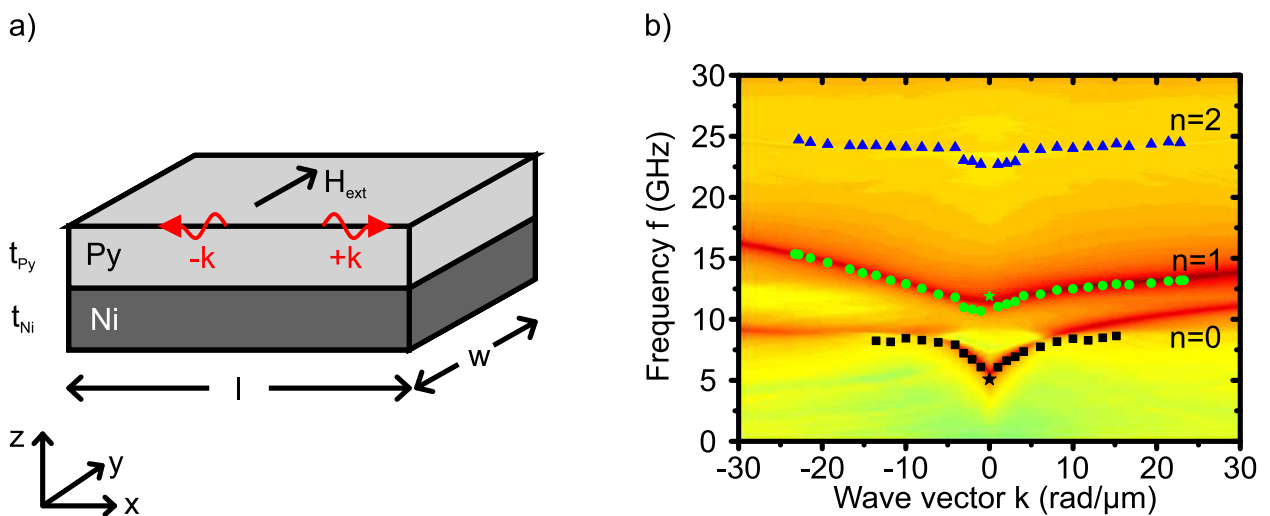 a)
H_ext
Py
-k
+k
t_Py
Ni
t_Ni
w
l
z
y
x
b)
Frequency f (GHz)
30
25
20
15
10
5
0
n=2
n=1
n=0
-30 -20 -10 0 10 20 30
Wave vector k (rad/μm)